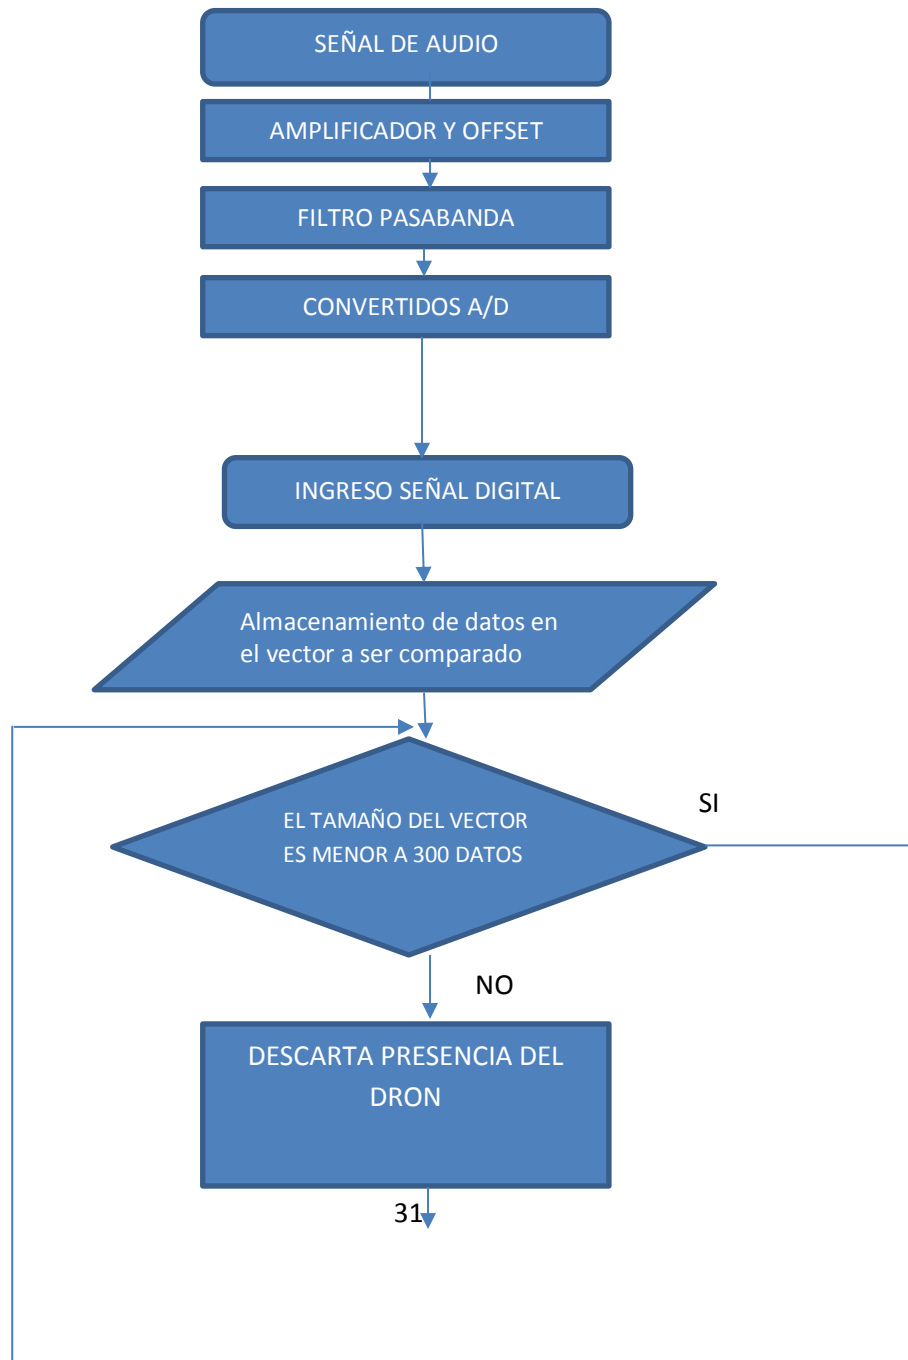 SEÑAL DE AUDIO
AMPLIFICADOR Y OFFSET
FILTRO PASABANDA
CONVERTIDOS A/D
INGRESO SEÑAL DIGITAL
Almacenamiento de datos en
el vector a ser comparado
SI
EL TAMAÑO DEL VECTOR
ES MENOR A 300 DATOS
NO
DESCARTA PRESENCIA DEL
DRON
31